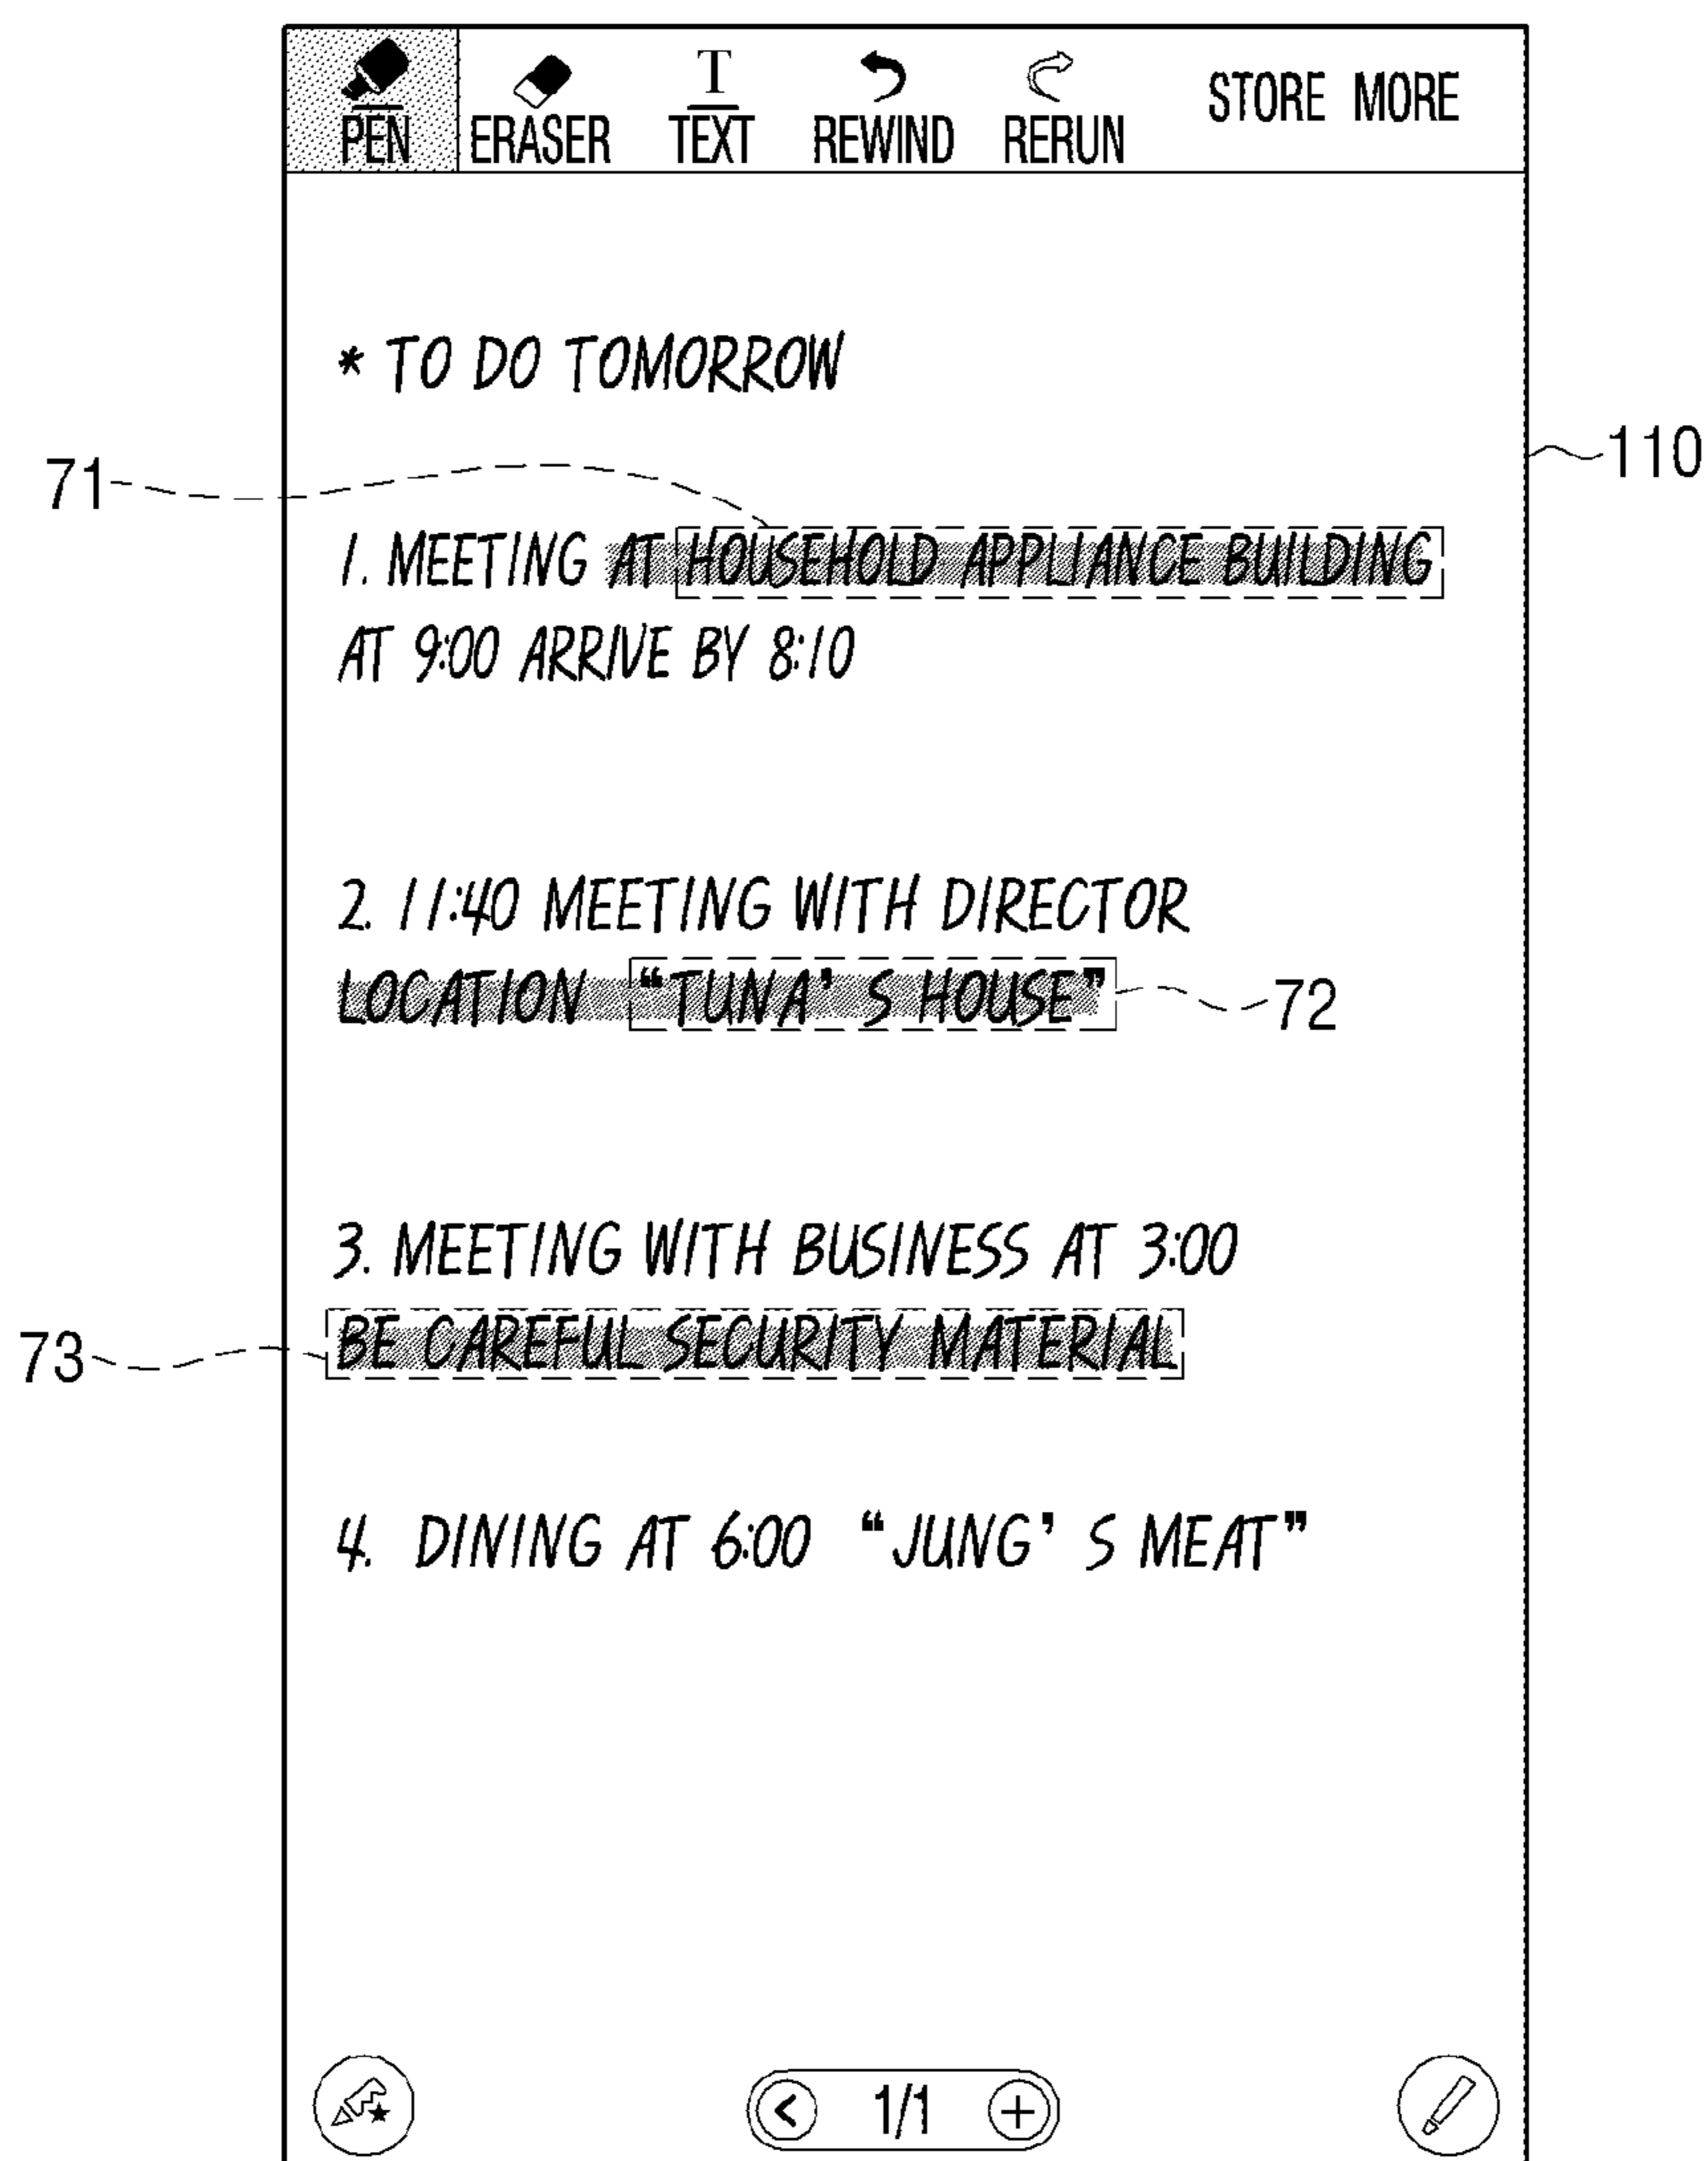 T
PEN ERASER TEXT REWIND RERUN STORE MORE
* TO DO TOMORROW
110
71
1. MEETING AT HOUSEHOLD APPLIANCE BUILDING
AT 9:00 ARRIVE BY 8:10
2. 11:40 MEETING WITH DIRECTOR
LOCATION "TUNA' S HOUSE"
72
3. MEETING WITH BUSINESS AT 3:00
73
BE CAREFUL SECURITY MATERIAL
4. DINING AT 6:00 "JUNG' S MEAT"
< 1/1 +